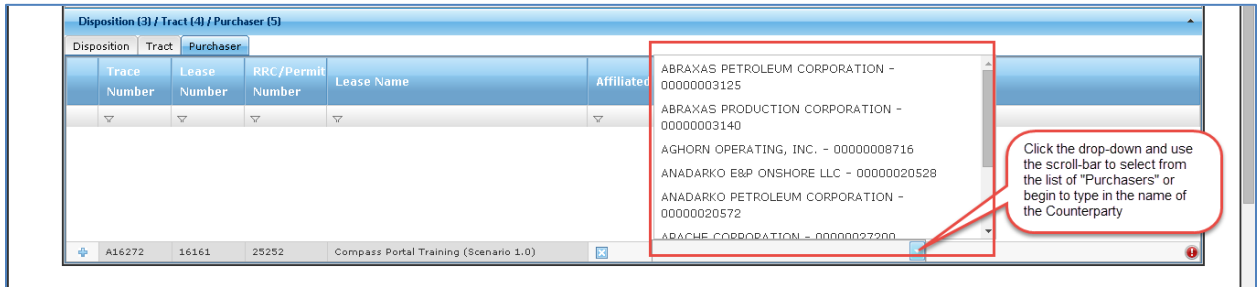 Disposition (3) / Tract (4) / Purchaser (5)
Disposition Tract Purchaser
Trace Number
Lease Number
RRC/Permit Number
Lease Name
Affiliated
ABRAXAS PETROLEUM CORPORATION -
00000003125
ABRAXAS PRODUCTION CORPORATION -
00000003140
AGHORN OPERATING, INC. - 00000008716
ANADARKO E&P ONSHORE LLC - 00000020528
ANADARKO PETROLEUM CORPORATION -
00000020572
APACHE CORPORATION - 00000027200
Click the drop-down and use
the scroll-bar to select from
the list of "Purchasers" or
begin to type in the name of
the Counterparty
A16272 16161 25252 Compass Portal Training (Scenario 1.0)